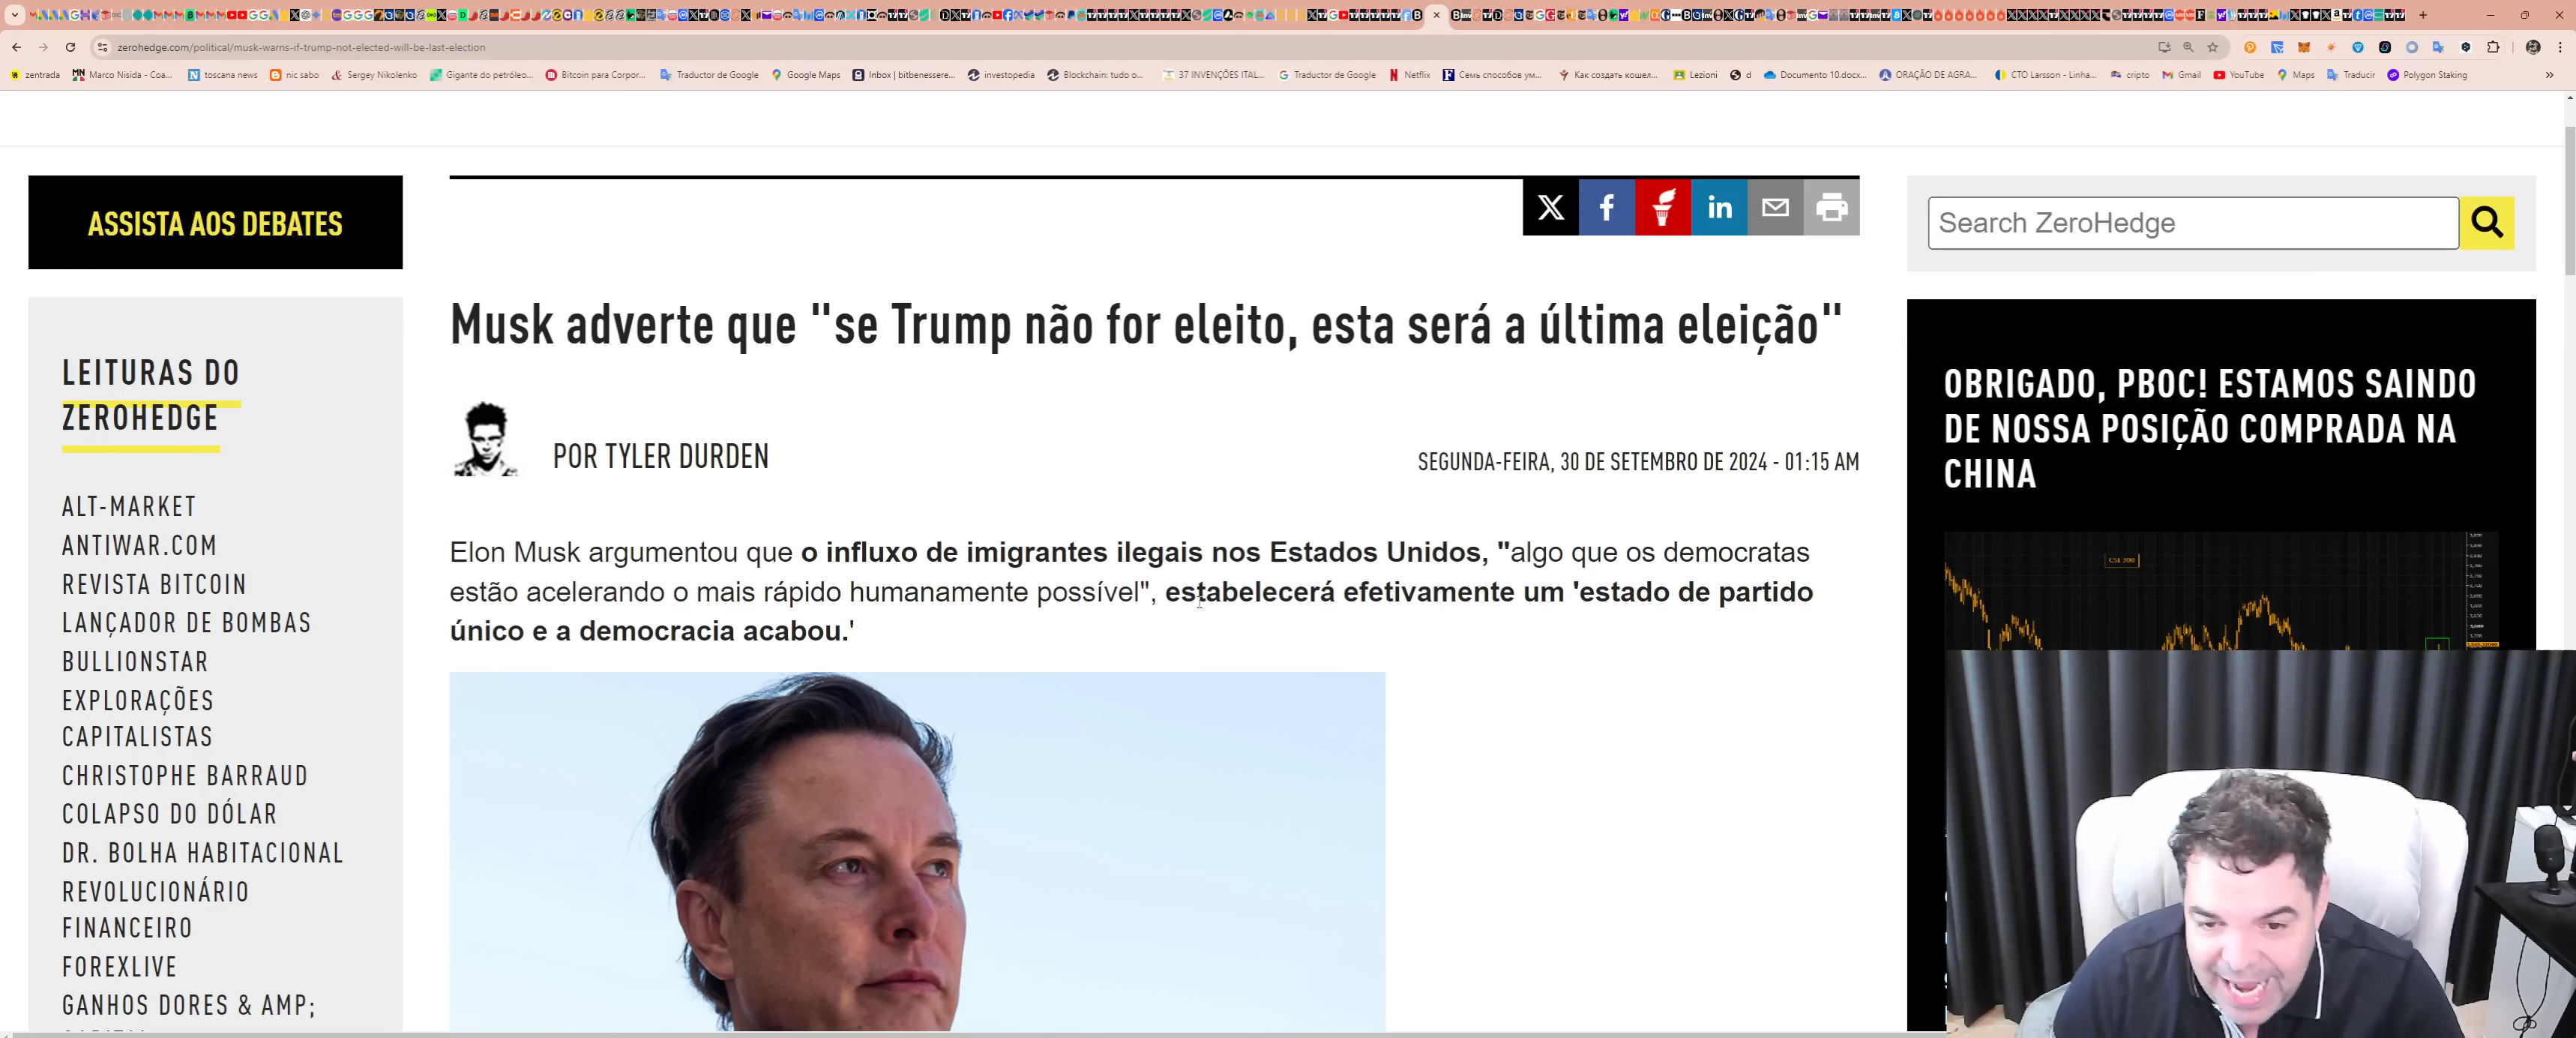 zerohedge.com/political/musk-warns-if-trump-not-elected-will-be-last-election
zentrada
Marco Nisida - Coa...
toscana news
nic sabo
Sergey Nikolenko
Gigante do petróleo...
Bitcoin para Corpor...
Traductor de Google
Google Maps
Inbox | bitbenessere...
investopedia
Blockchain: tudo o...
37 INVENÇÕES ITAL...
Traductor de Google
Netflix
Семь способов ум...
Как создать кошел...
Lezioni
d
Documento 10.docx...
ORAÇÃO DE AGRA...
CTO Larsson - Linha...
cripto
Gmail
YouTube
Maps
Traducir
Polygon Staking
ASSISTA AOS DEBATES
LEITURAS DO
ZEROHEDGE
ALT-MARKET
ANTIWAR.COM
REVISTA BITCOIN
LANÇADOR DE BOMBAS
BULLIONSTAR
EXPLORAÇÕES
CAPITALISTAS
CHRISTOPHE BARRAUD
COLAPSO DO DÓLAR
DR. BOLHA HABITACIONAL
REVOLUCIONÁRIO
FINANCEIRO
FOREXLIVE
GANHOS DORES & AMP;
Musk adverte que "se Trump não for eleito, esta será a última eleição"
POR TYLER DURDEN
SEGUNDA-FEIRA, 30 DE SETEMBRO DE 2024 - 01:15 AM
Elon Musk argumentou que o influxo de imigrantes ilegais nos Estados Unidos, "algo que os democratas
estão acelerando o mais rápido humanamente possível", estabelecerá efetivamente um 'estado de partido
único e a democracia acabou.'
Search ZeroHedge
OBRIGADO, PBOC! ESTAMOS SAINDO
DE NOSSA POSIÇÃO COMPRADA NA
CHINA
CSI 300